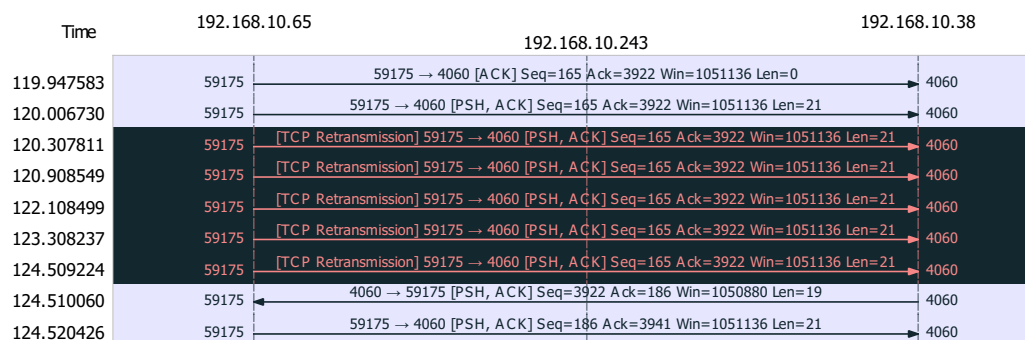 Time 192.168.10.65 192.168.10.243 192.168.10.38
119.947583 59175 59175 → 4060 [ACK] Seq=165 Ack=3922 Win=1051136 Len=0 4060
120.006730 59175 59175 → 4060 [PSH, ACK] Seq=165 Ack=3922 Win=1051136 Len=21 4060
120.307811 59175 [TCP Retransmission] 59175 → 4060 [PSH, ACK] Seq=165 Ack=3922 Win=1051136 Len=21 4060
120.908549 59175 [TCP Retransmission] 59175 → 4060 [PSH, ACK] Seq=165 Ack=3922 Win=1051136 Len=21 4060
122.108499 59175 [TCP Retransmission] 59175 → 4060 [PSH, ACK] Seq=165 Ack=3922 Win=1051136 Len=21 4060
123.308237 59175 [TCP Retransmission] 59175 → 4060 [PSH, ACK] Seq=165 Ack=3922 Win=1051136 Len=21 4060
124.509224 59175 [TCP Retransmission] 59175 → 4060 [PSH, ACK] Seq=165 Ack=3922 Win=1051136 Len=21 4060
124.510060 59175 4060 → 59175 [PSH, ACK] Seq=3922 Ack=186 Win=1050880 Len=19 4060
124.520426 59175 59175 → 4060 [PSH, ACK] Seq=186 Ack=3941 Win=1051136 Len=21 4060